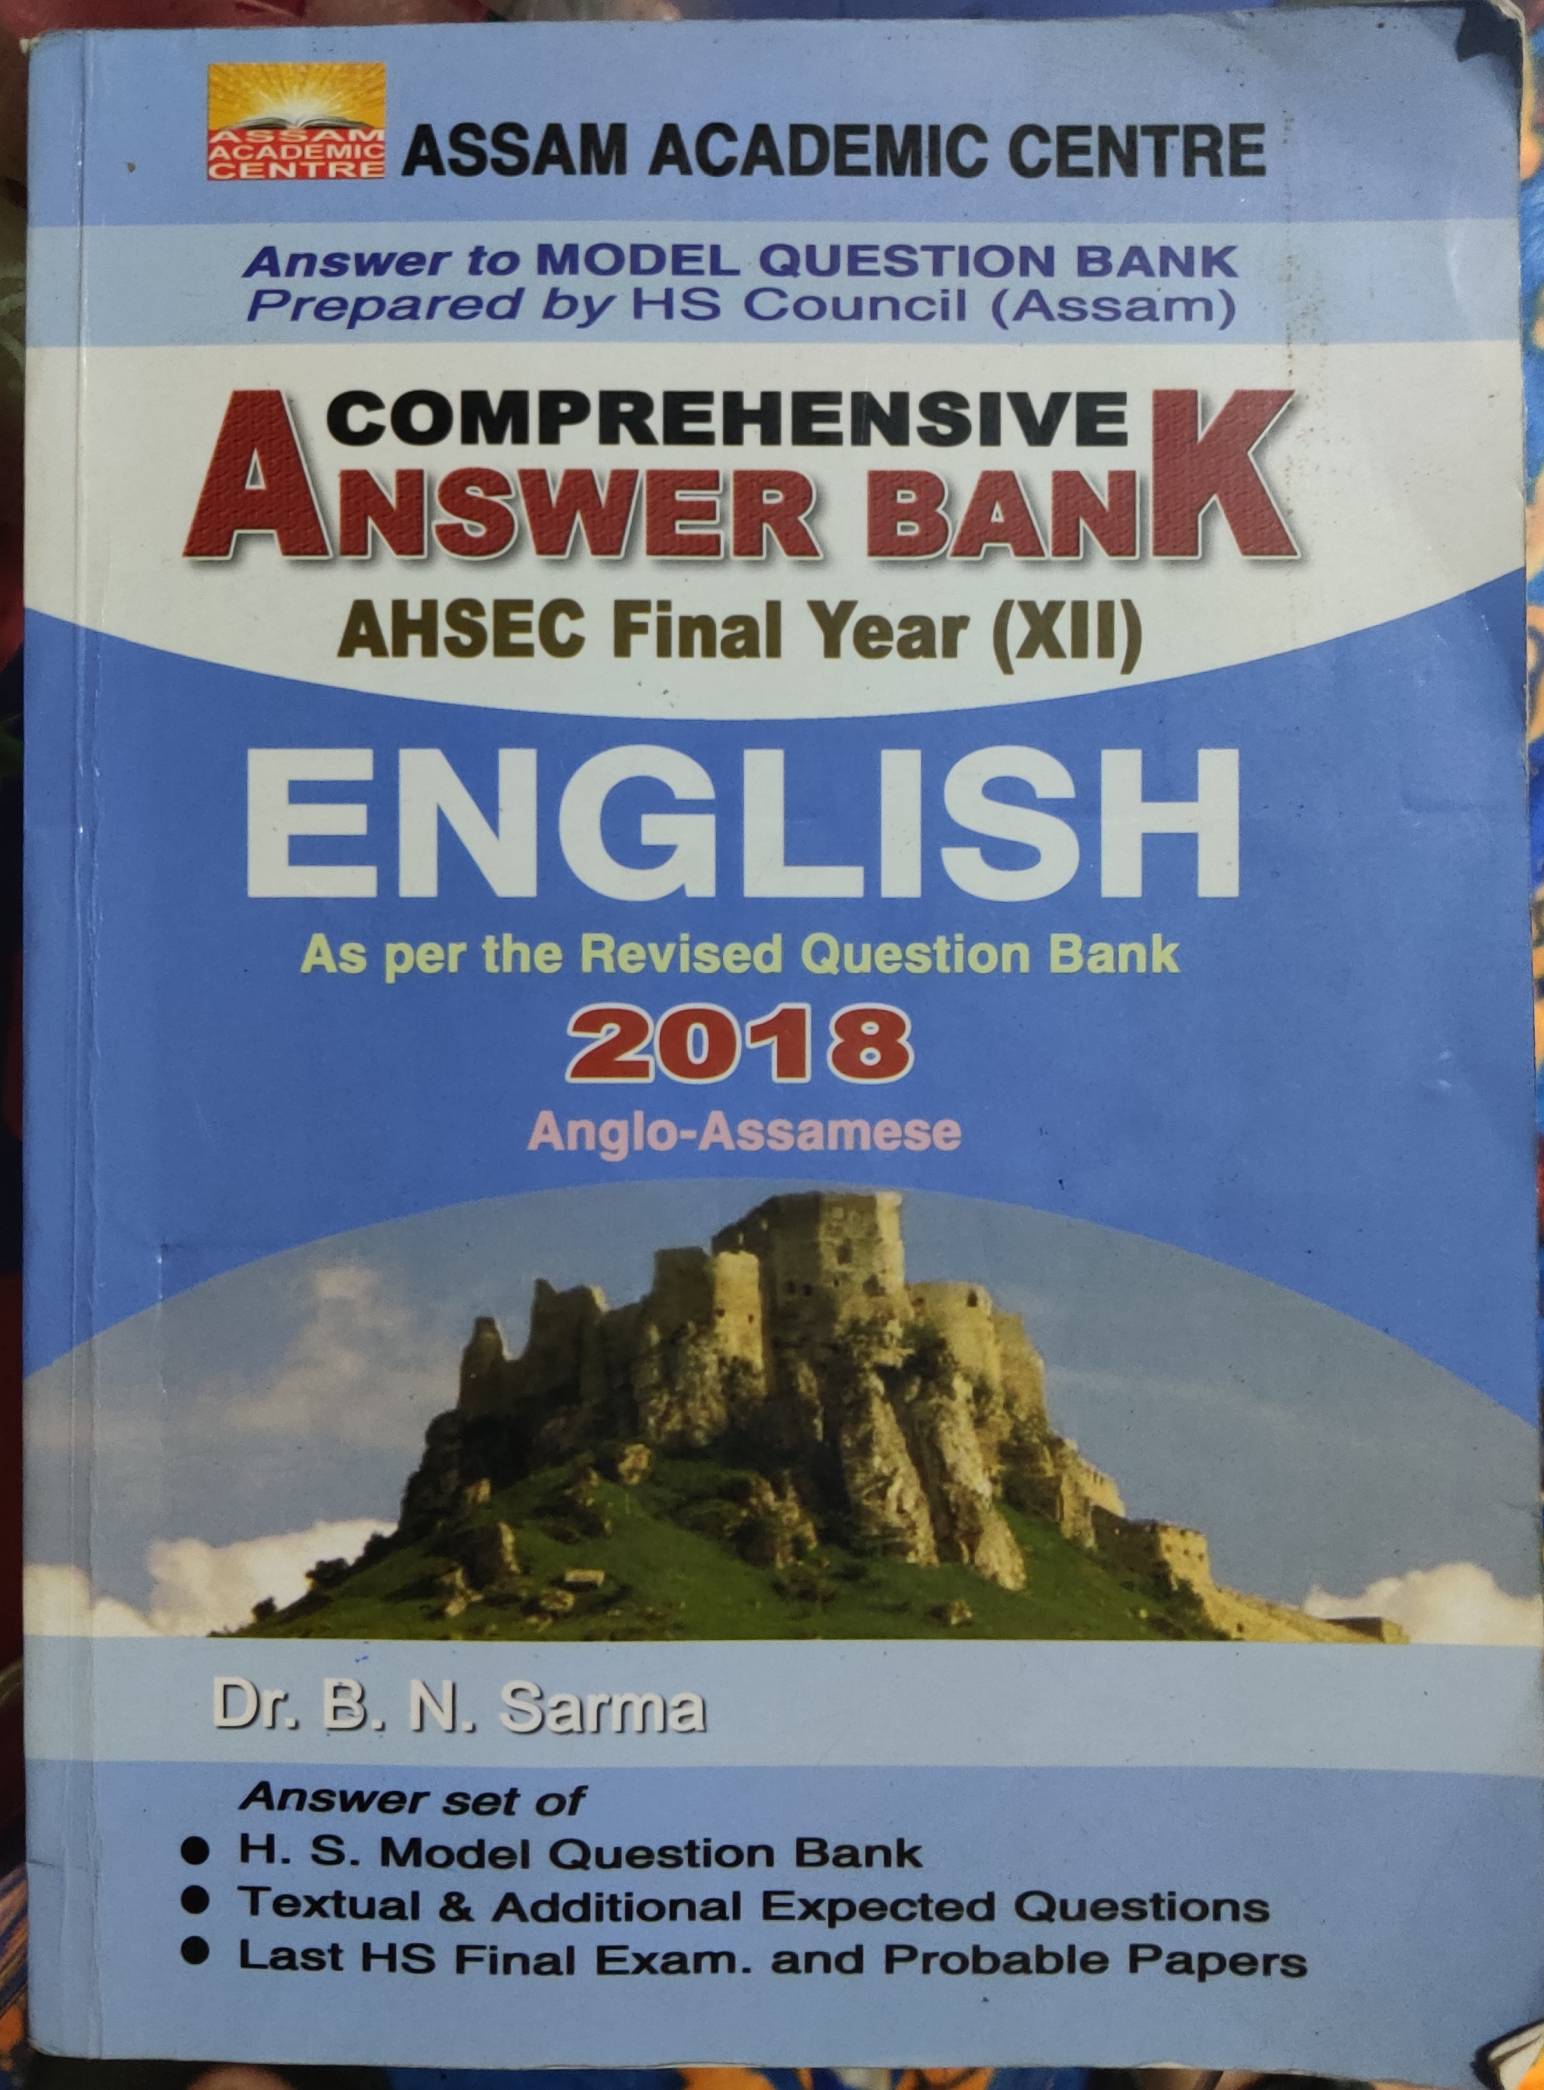 ASSAM
ACADEMIC
CENTRE
ASSAM ACADEMIC CENTRE
Answer to MODEL QUESTION BANK
Prepared by HS Council (Assam)
COMPREHENSIVE
ANSWER BANK
AHSEC Final Year (XII)
ENGLISH
As per the Revised Question Bank
2018
Anglo-Assamese
Dr. B. N. Sarma
Answer set of
● H. S. Model Question Bank
● Textual & Additional Expected Questions
● Last HS Final Exam. and Probable Papers